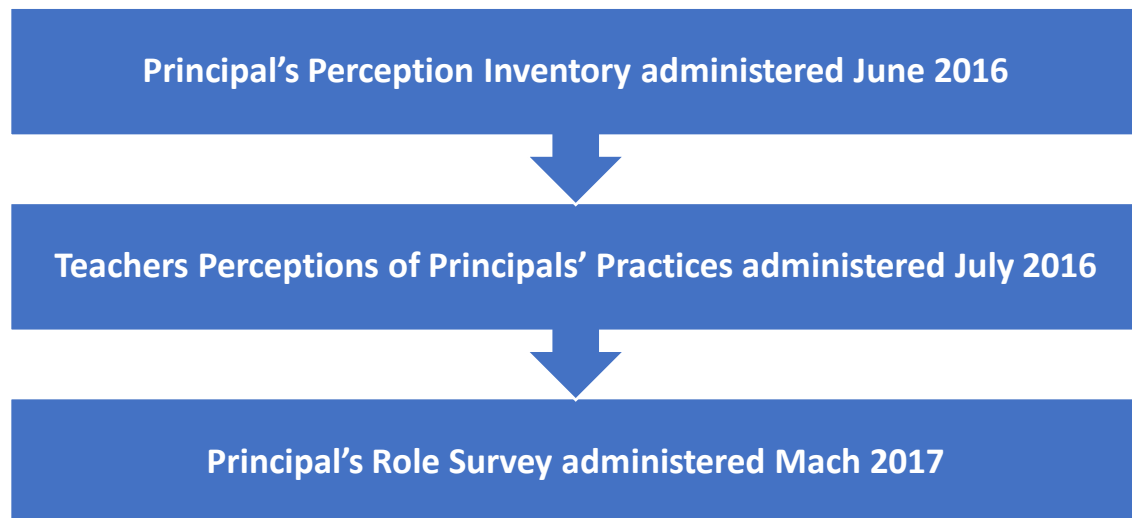 Principal’s Perception Inventory administered June 2016
Teachers Perceptions of Principals’ Practices administered July 2016
Principal’s Role Survey administered Mach 2017